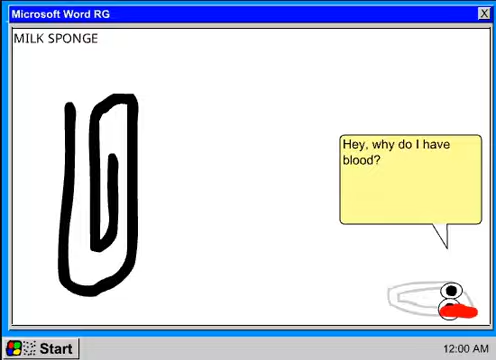 Microsoft Word RG
X
MILK SPONGE
Hey, why do I have
blood?
Start
12:00 AM